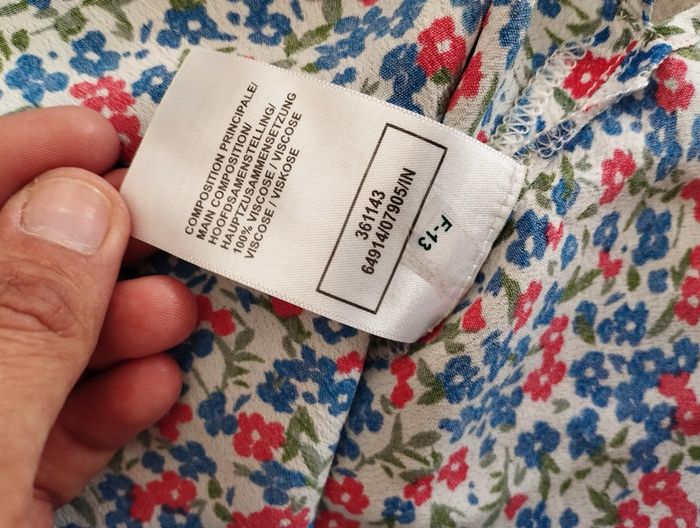 COMPOSITION PRINCIPALE/
MAIN COMPOSITION/
HOOFDSAMENSTELLING/
HAUPTZUSAMMENSETZUNG
100% VISCOSE / VISCOSE
VISCOSE / VISKOSE
361143
64914/07905/IN
F-13